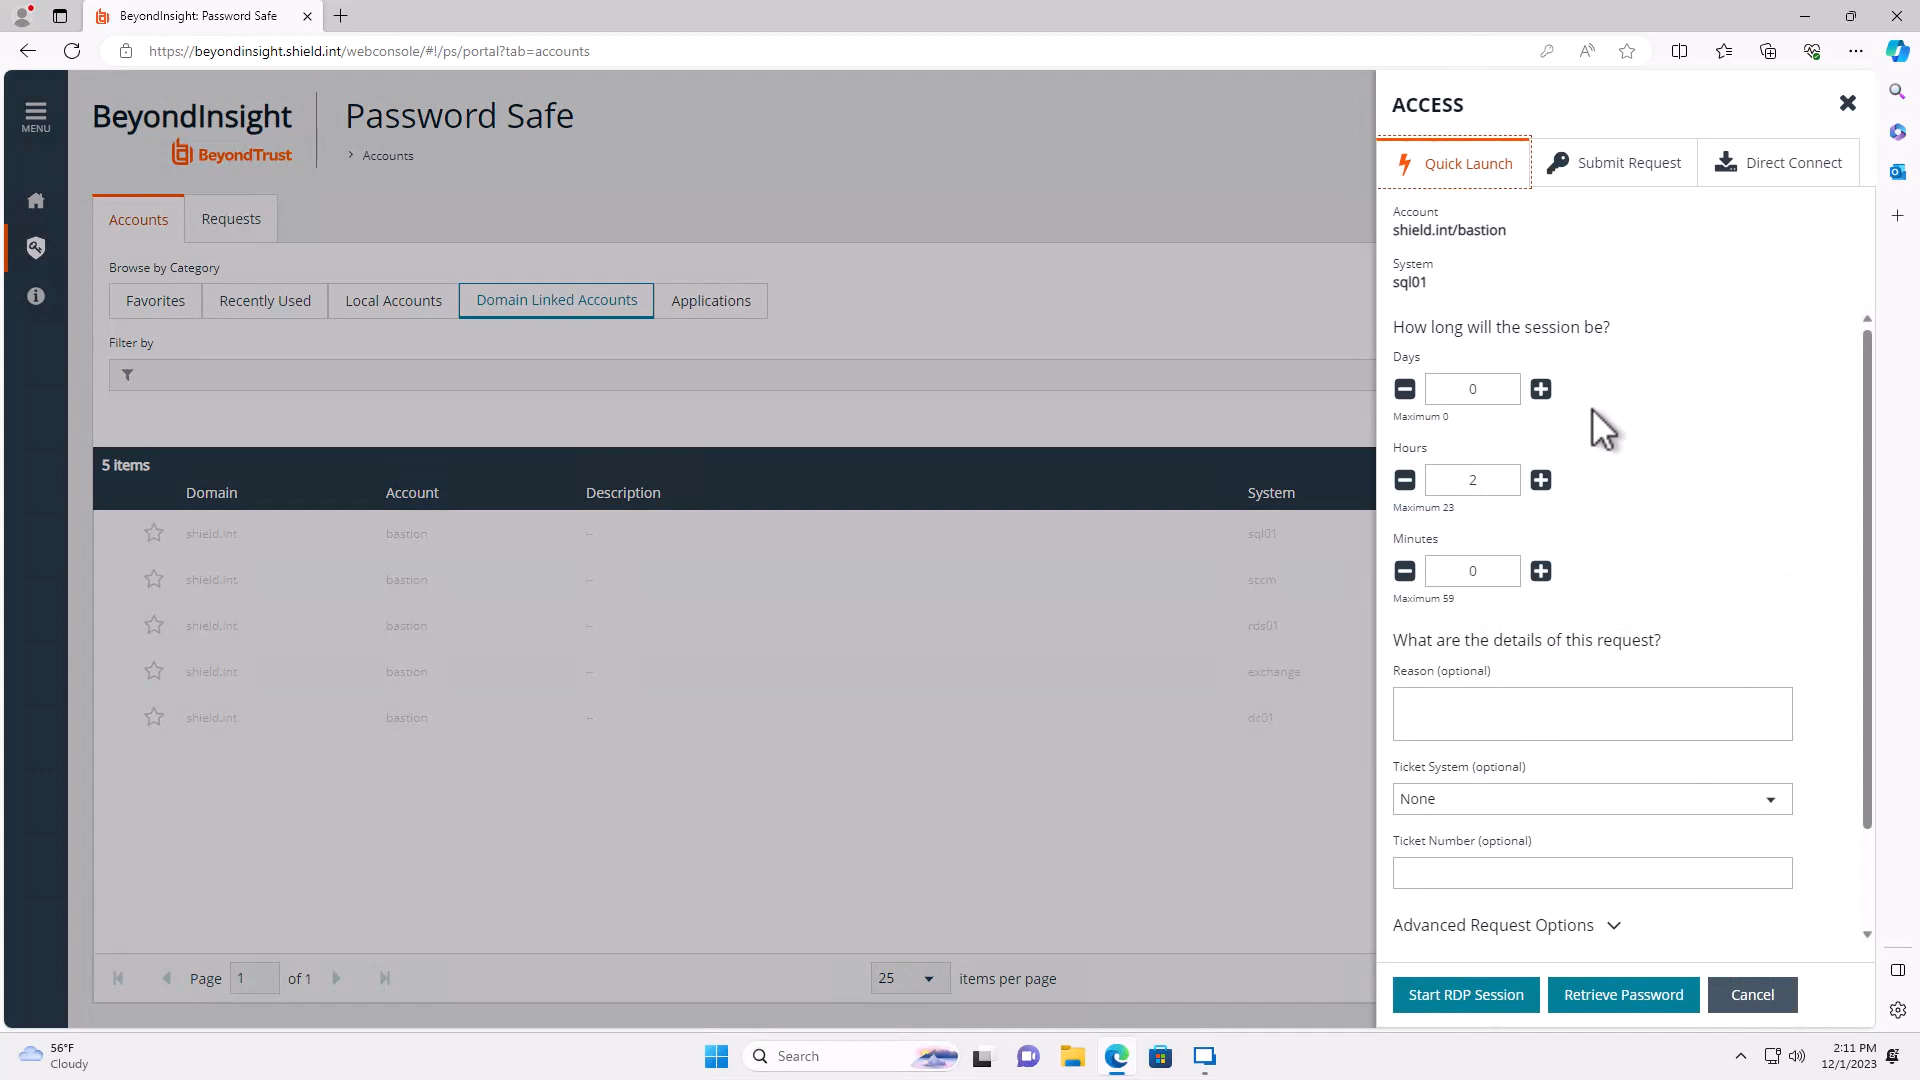 BeyondInsight: Password Safe
https://beyondinsight.shield.int/webconsole/#!/ps/portal?tab=accounts
MENU
BeyondInsight
BeyondTrust
Password Safe
Accounts
Accounts
Requests
Browse by Category
Favorites
Recently Used
Local Accounts
Domain Linked Accounts
Applications
Filter by
5 items
Domain
Account
Description
System
shield.int
bastion
--
sql01
shield.int
bastion
--
sccm
shield.int
bastion
--
rds01
shield.int
bastion
--
exchange
shield.int
bastion
--
dc01
Page
1
of 1
25
items per page
ACCESS
Quick Launch
Submit Request
Direct Connect
Account
shield.int/bastion
System
sql01
How long will the session be?
Days
0
Maximum 0
Hours
2
Maximum 23
Minutes
0
Maximum 59
What are the details of this request?
Reason (optional)
Ticket System (optional)
None
Ticket Number (optional)
Advanced Request Options
Start RDP Session
Retrieve Password
Cancel
56°F
Cloudy
Search
2:11 PM
12/1/2023